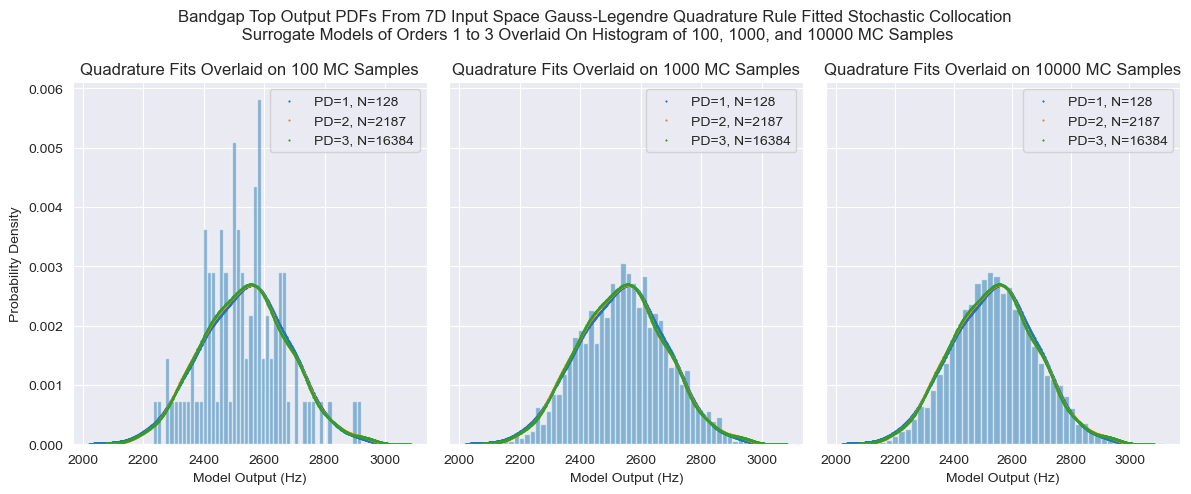 Bandgap Top Output PDFs From 7D Input Space Gauss-Legendre Quadrature Rule Fitted Stochastic Collocation
Surrogate Models of Orders 1 to 3 Overlaid On Histogram of 100, 1000, and 10000 MC Samples
Quadrature Fits Overlaid on 100 MC Samples
PD=1, N=128
PD=2, N=2187
PD=3, N=16384
0.006
0.005
0.004
0.003
0.002
0.001
0.000
Probability Density
2000 2200 2400 2600 2800 3000
Model Output (Hz)
Quadrature Fits Overlaid on 1000 MC Samples
PD=1, N=128
PD=2, N=2187
PD=3, N=16384
2000 2200 2400 2600 2800 3000
Model Output (Hz)
Quadrature Fits Overlaid on 10000 MC Samples
PD=1, N=128
PD=2, N=2187
PD=3, N=16384
2000 2200 2400 2600 2800 3000
Model Output (Hz)